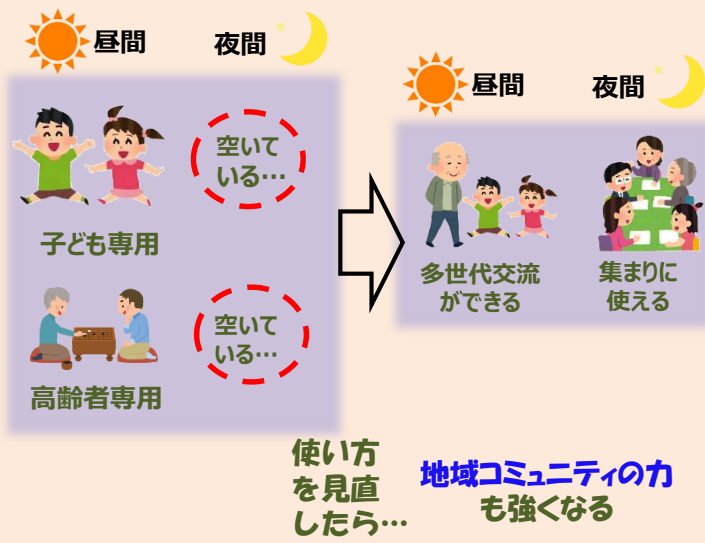 昼間 夜間
空いて
いる…
子ども専用
空いて
いる…
高齢者専用
昼間 夜間
多世代交流
ができる
集まりに
使える
使い方
を見直
したら…
地域コミュニティの力
も強くなる